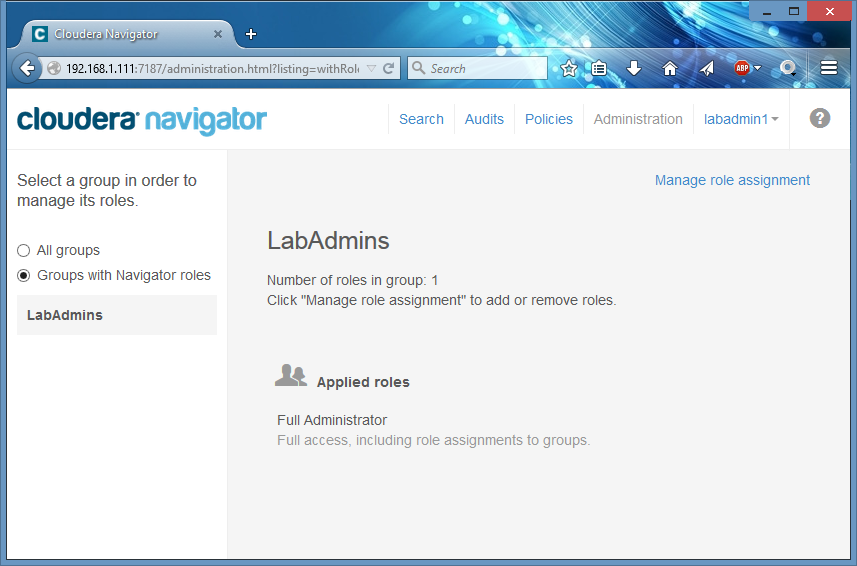 Cloudera Navigator
192.168.1.111:7187/administration.html?listing=withRole
Search
ABP
cloudera navigator
Search
Audits
Policies
Administration
labadmin1
?
Select a group in order to
manage its roles.
All groups
Groups with Navigator roles
LabAdmins
Manage role assignment
LabAdmins
Number of roles in group: 1
Click "Manage role assignment" to add or remove roles.
Applied roles
Full Administrator
Full access, including role assignments to groups.